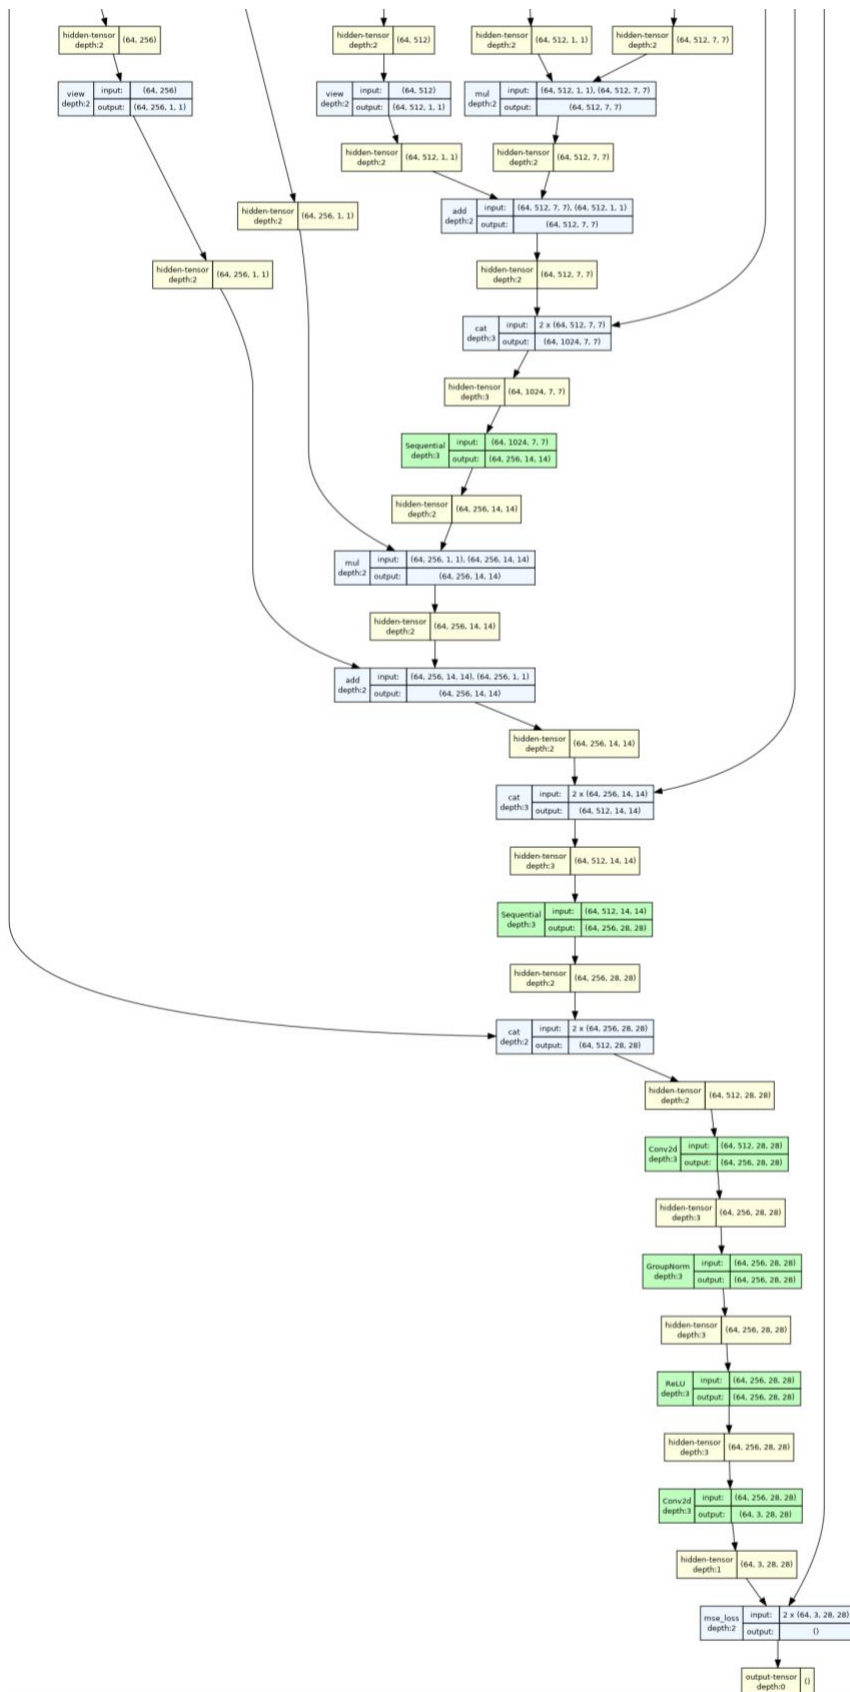 hidden-tensor
depth:2
(64, 256)
hidden-tensor
depth:2
(64, 512)
hidden-tensor
depth:2
(64, 512, 1, 1)
hidden-tensor
depth:2
(64, 512, 7, 7)
view
depth:2
input: (64, 256)
output: (64, 256, 1, 1)
view
depth:2
input: (64, 512)
output: (64, 512, 1, 1)
mul
depth:2
input: (64, 512, 1, 1), (64, 512, 7, 7)
output: (64, 512, 7, 7)
hidden-tensor
depth:2
(64, 512, 1, 1)
hidden-tensor
depth:2
(64, 512, 7, 7)
hidden-tensor
depth:2
(64, 256, 1, 1)
add
depth:2
input: (64, 512, 7, 7), (64, 512, 1, 1)
output: (64, 512, 7, 7)
hidden-tensor
depth:2
(64, 256, 1, 1)
hidden-tensor
depth:2
(64, 512, 7, 7)
cat
depth:3
input: 2 x (64, 512, 7, 7)
output: (64, 1024, 7, 7)
hidden-tensor
depth:3
(64, 1024, 7, 7)
Sequential
depth:3
input: (64, 1024, 7, 7)
output: (64, 256, 14, 14)
hidden-tensor
depth:2
(64, 256, 14, 14)
mul
depth:2
input: (64, 256, 1, 1), (64, 256, 14, 14)
output: (64, 256, 14, 14)
hidden-tensor
depth:2
(64, 256, 14, 14)
add
depth:2
input: (64, 256, 14, 14), (64, 256, 1, 1)
output: (64, 256, 14, 14)
hidden-tensor
depth:2
(64, 256, 14, 14)
cat
depth:3
input: 2 x (64, 256, 14, 14)
output: (64, 512, 14, 14)
hidden-tensor
depth:3
(64, 512, 14, 14)
Sequential
depth:3
input: (64, 512, 14, 14)
output: (64, 256, 28, 28)
hidden-tensor
depth:2
(64, 256, 28, 28)
cat
depth:2
input: 2 x (64, 256, 28, 28)
output: (64, 512, 28, 28)
hidden-tensor
depth:2
(64, 512, 28, 28)
Conv2d
depth:3
input: (64, 512, 28, 28)
output: (64, 256, 28, 28)
hidden-tensor
depth:3
(64, 256, 28, 28)
GroupNorm
depth:3
input: (64, 256, 28, 28)
output: (64, 256, 28, 28)
hidden-tensor
depth:3
(64, 256, 28, 28)
ReLU
depth:3
input: (64, 256, 28, 28)
output: (64, 256, 28, 28)
hidden-tensor
depth:3
(64, 256, 28, 28)
Conv2d
depth:3
input: (64, 256, 28, 28)
output: (64, 3, 28, 28)
hidden-tensor
depth:1
(64, 3, 28, 28)
mse_loss
depth:2
input: 2 x (64, 3, 28, 28)
output: ()
output-tensor
depth:0
()